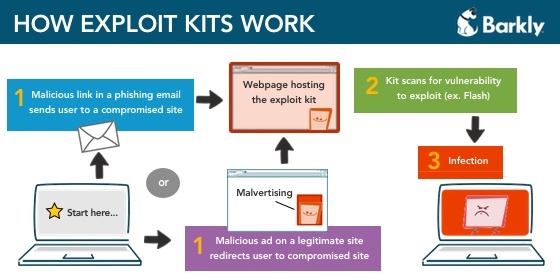 HOW EXPLOIT KITS WORK
Barkly
1 Malicious link in a phishing email
sends user to a compromised site
Webpage hosting
the exploit kit
2 Kit scans for vulnerability
to exploit (ex. Flash)
3 Infection
or
Start here...
Malvertising
1 Malicious ad on a legitimate site
redirects user to compromised site